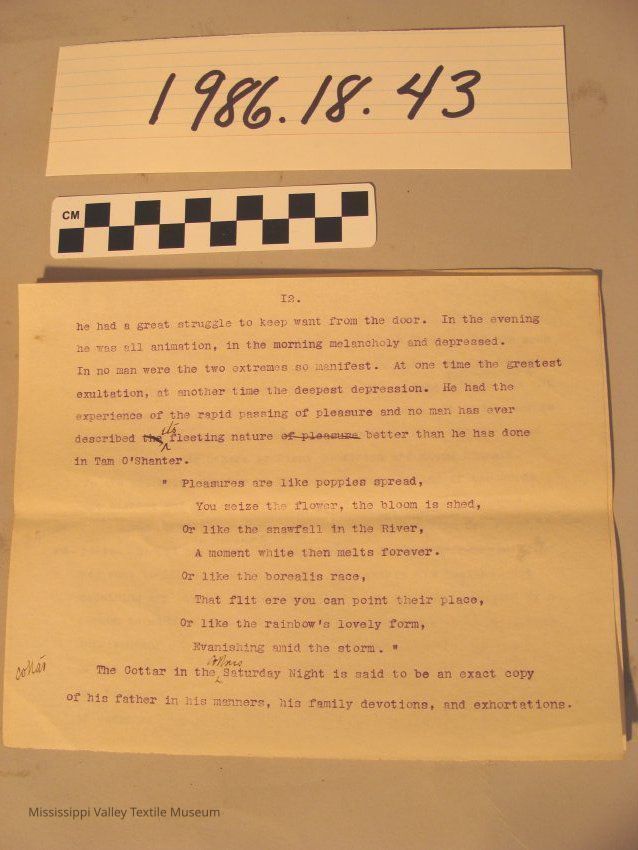 1986.18.43
CM
12.
he had a great struggle to keep want from the door. In the evening
he was all animation, in the morning melancholy and depressed.
In no man were the two extremes so manifest. At one time the greatest
exultation, at another time the deepest depression. He had the
experience of the rapid passing of pleasure and no man has ever
its
described the fleeting nature of pleasure better than he has done
in Tam O'Shanter.
" Pleasures are like poppies spread,
You seize the flower, the bloom is shed,
Or like the snawfall in the River,
A moment white then melts forever.
Or like the borealis race,
That flit ere you can point their place,
Or like the rainbow's lovely form,
Evanishing amid the storm. "
The Cottar in the Saturday Night is said to be an exact copy
of his father in his manners, his family devotions, and exhortations.
Mississippi Valley Textile Museum